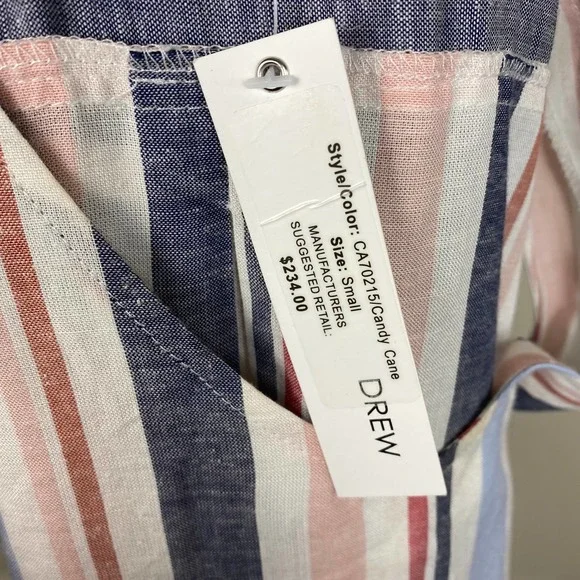 Style/Color: CA70215/Candy Cane
Size: Small
MANUFACTURERS
SUGGESTED RETAIL:
$234.00
DREW